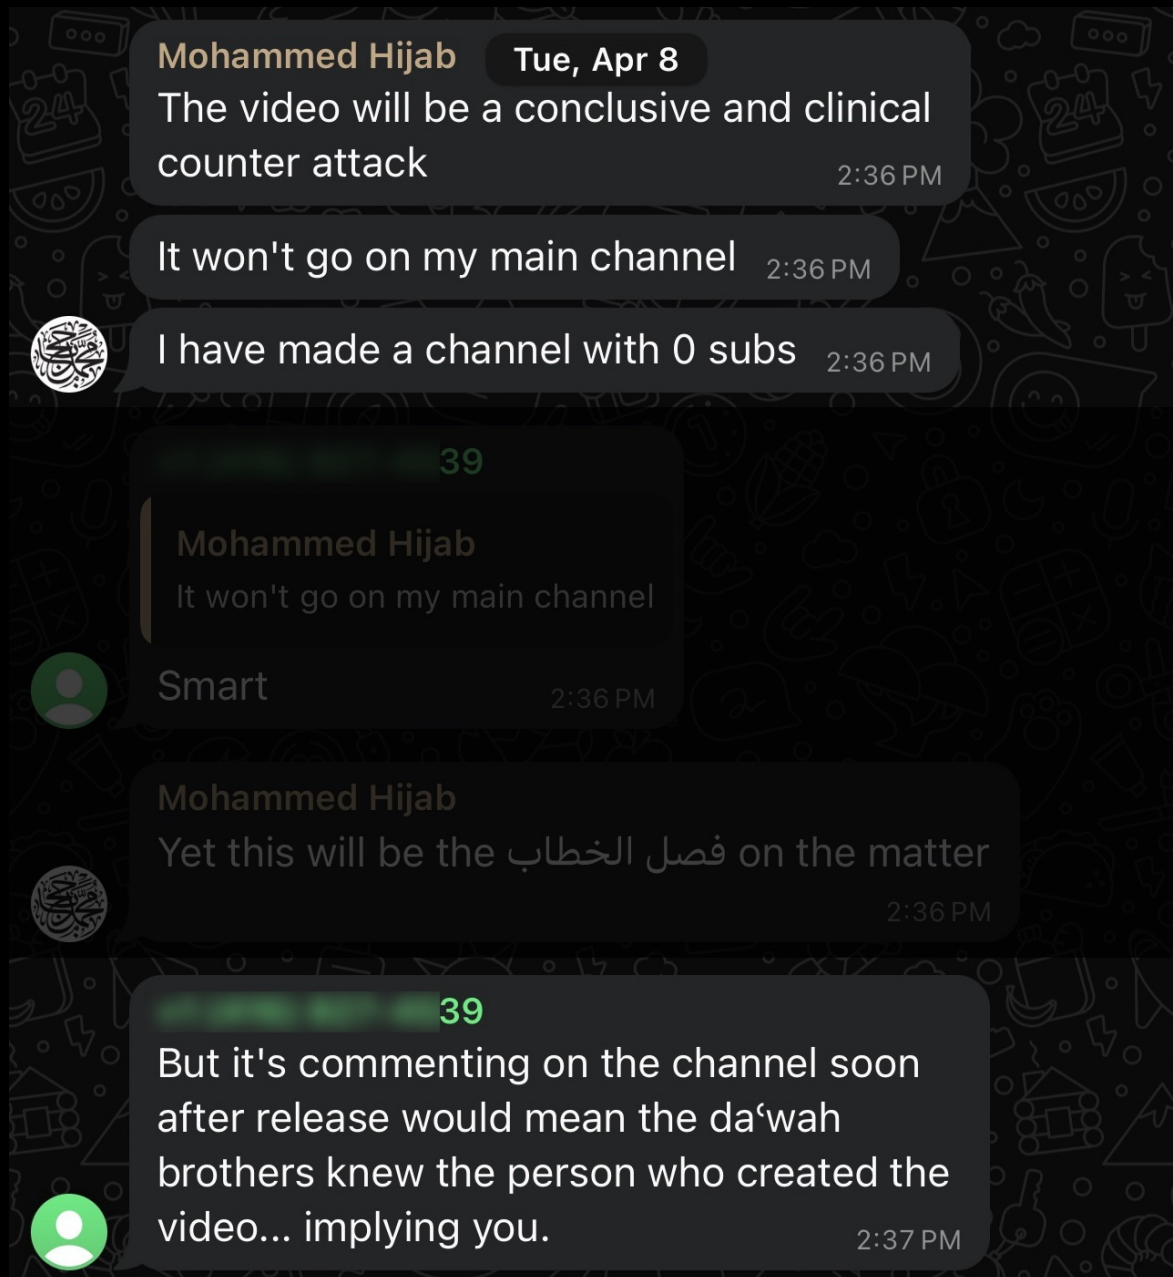 Mohammed Hijab
Tue, Apr 8
The video will be a conclusive and clinical
counter attack
2:36 PM
It won't go on my main channel
2:36 PM
I have made a channel with 0 subs
2:36 PM
39
Mohammed Hijab
It won't go on my main channel
Smart
2:36 PM
Mohammed Hijab
Yet this will be the فصل الخطاب on the matter
2:36 PM
39
But it's commenting on the channel soon
after release would mean the daʿwah
brothers knew the person who created the
video... implying you.
2:37 PM